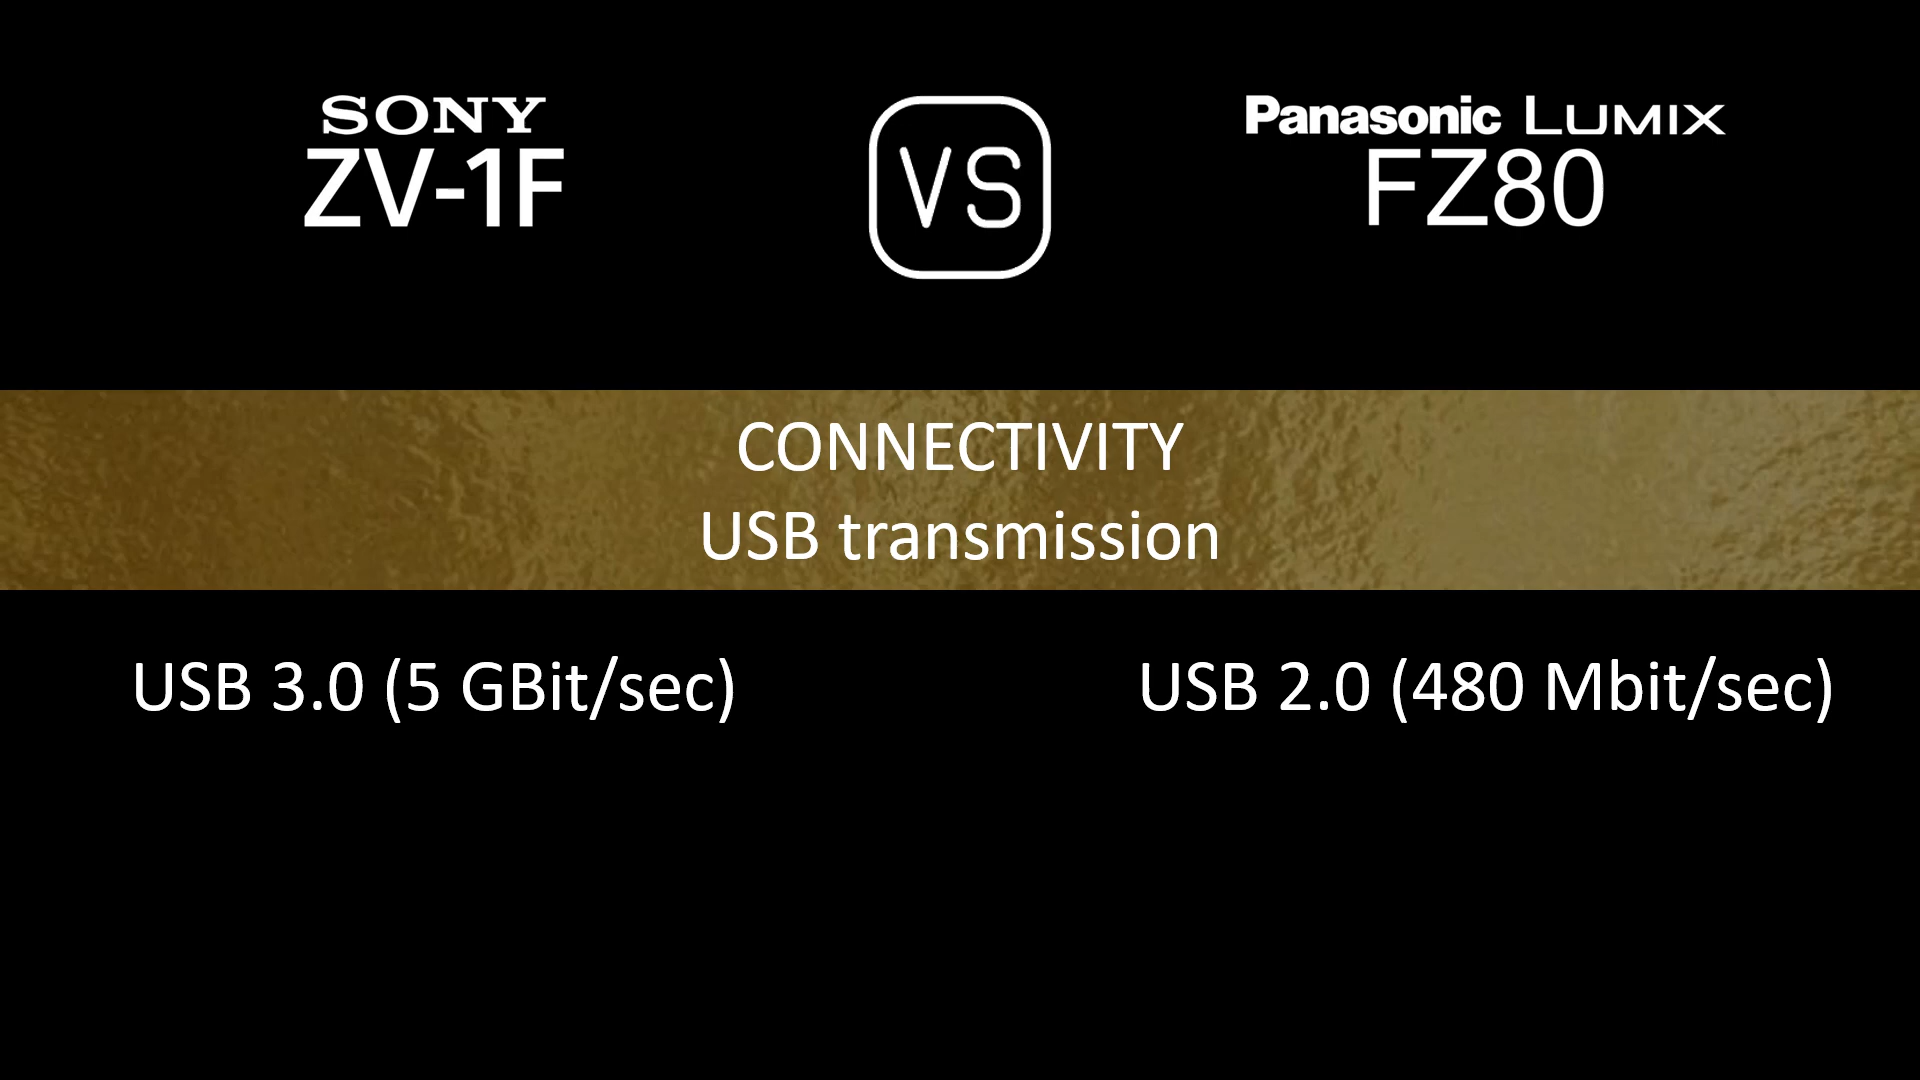 SONY
ZV-1F
VS
Panasonic LUMIX
FZ80
CONNECTIVITY
USB transmission
USB 3.0 (5 GBit/sec)
USB 2.0 (480 Mbit/sec)